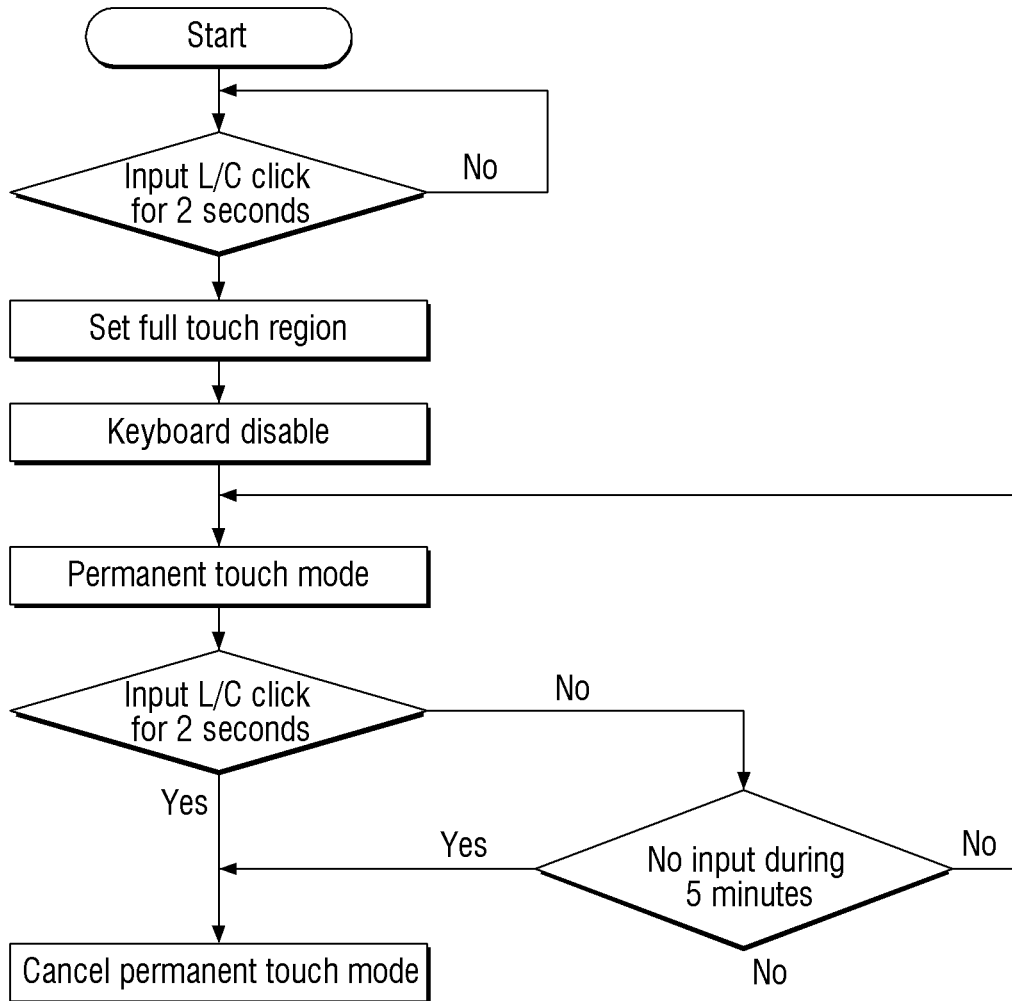 Start
Input L/C click
for 2 seconds
No
Set full touch region
Keyboard disable
Permanent touch mode
Input L/C click
for 2 seconds
No
Yes
Yes
No input during
5 minutes
No
No
Cancel permanent touch mode